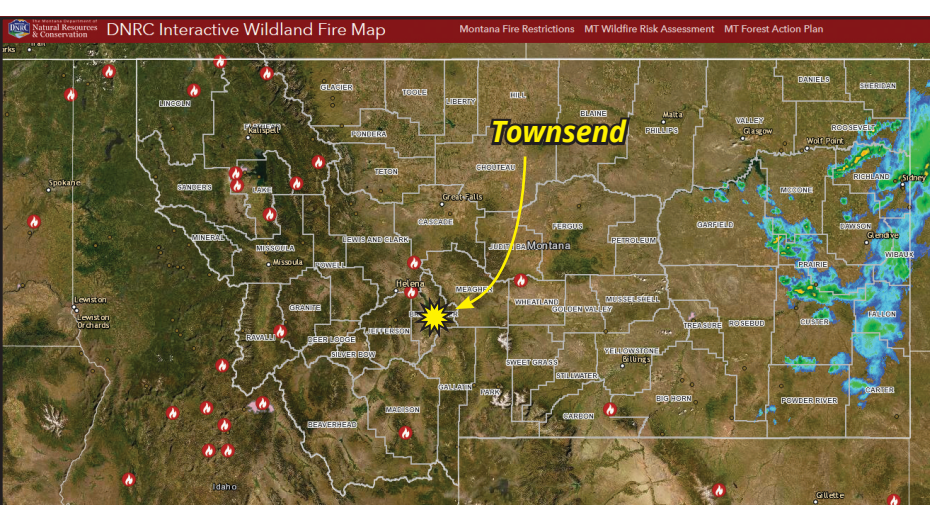 The Montana Department of
DNRC
Natural Resources
& Conservation
DNRC Interactive Wildland Fire Map
Montana Fire Restrictions
MT Wildfire Risk Assessment
MT Forest Action Plan
Trail
GLACIER
TOOLE
LIBERTY
HILL
BLAINE
DANIELS
SHERIDAN
LINCOLN
Kalispell
PONDERA
Townsend
Malta
PHILLIPS
VALLEY
Glasgow
ROOSEVELT
Wolf Point
TETON
CHOUTEAU
RICHLAND
Sidney
Spokane
SANDERS
LAKE
Great Falls
MCCONE
CASCADE
FERGUS
GARFIELD
DAWSON
Glendive
MINERAL
MISSOULA
LEWIS AND CLARK
JUDITH BA
Montana
PETROLEUM
WIBAUX
Missoula
POWELL
PRAIRIE
Helena
MEAGHER
Lewiston
Lewiston
Orchards
GRANITE
WHEATLAND
MUSSELSHELL
GOLDEN VALLEY
FALLON
RAVALLI
DEER LODGE
JEFFERSON
TREASURE
ROSEBUD
CUSTER
SILVER BOW
SWEET GRASS
YELLOWSTONE
Billings
STILLWATER
GALLATIN
PARK
CARTER
MADISON
CARBON
BIG HORN
POWDER RIVER
BEAVERHEAD
Idaho
Gillette